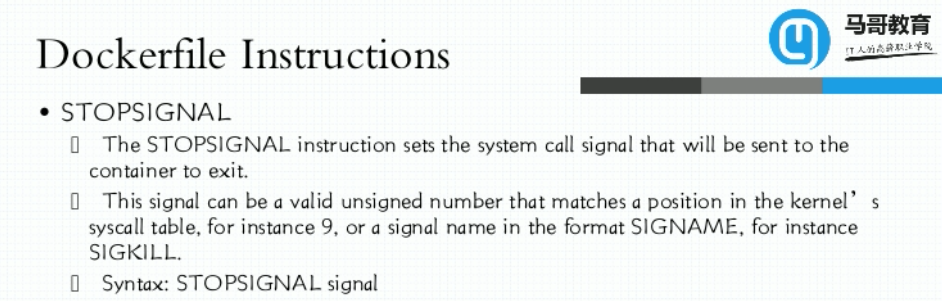 马哥教育
IT人的高薪职业学院
Dockerfile Instructions
• STOPSIGNAL
The STOPSIGNAL instruction sets the system call signal that will be sent to the
container to exit.
This signal can be a valid unsigned number that matches a position in the kernel’s
syscall table, for instance 9, or a signal name in the format SIGNAME, for instance
SIGKILL.
Syntax: STOPSIGNAL signal